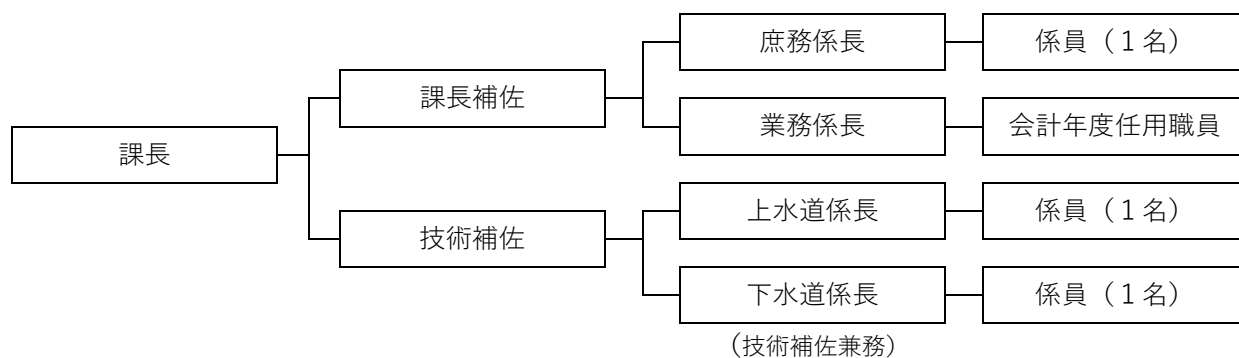 庶務係長
係員（１名）
課長補佐
業務係長
会計年度任用職員
課長
上水道係長
係員（１名）
技術補佐
下水道係長
係員（１名）
（技術補佐兼務）